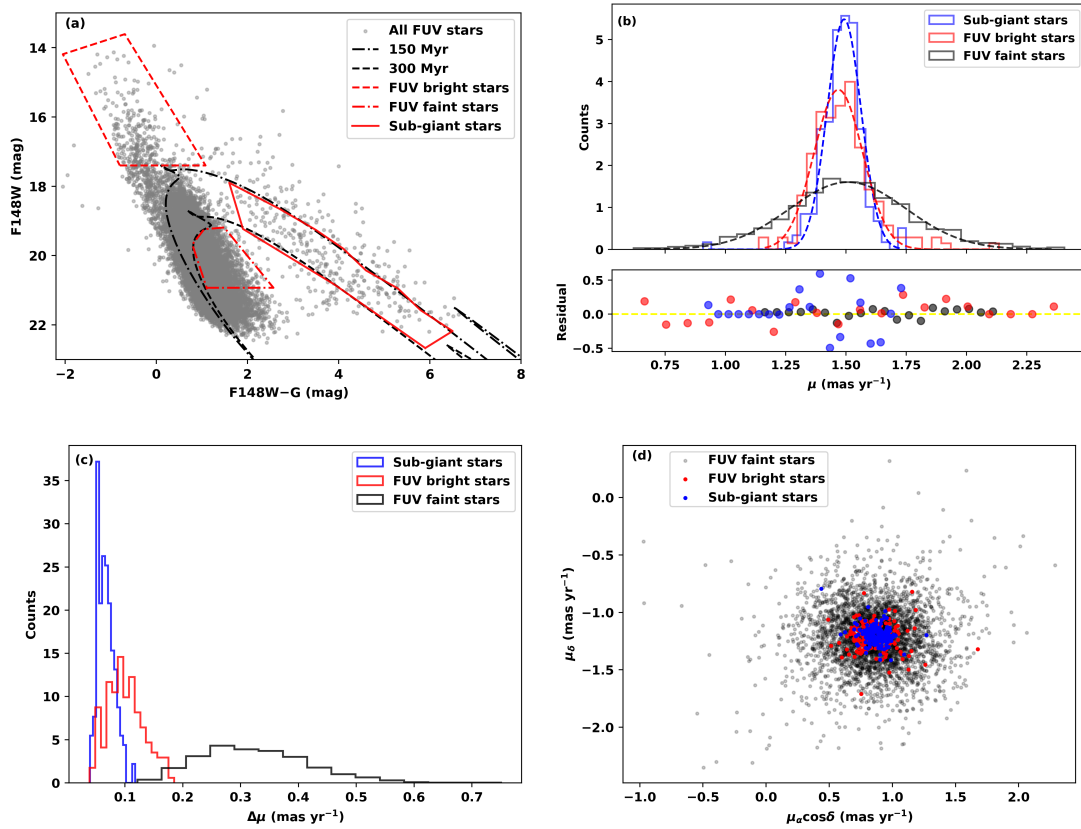 (a)
All FUV stars
150 Myr
300 Myr
FUV bright stars
FUV faint stars
Sub-giant stars
F148W (mag)
14
16
18
20
22
−2 0 2 4 6 8
F148W−G (mag)
(b)
Sub-giant stars
FUV bright stars
FUV faint stars
Counts
5
4
3
2
1
0
Residual
0.5
0.0
−0.5
0.75 1.00 1.25 1.50 1.75 2.00 2.25
μ (mas yr⁻¹)
(c)
Sub-giant stars
FUV bright stars
FUV faint stars
Counts
35
30
25
20
15
10
5
0
0.1 0.2 0.3 0.4 0.5 0.6 0.7
Δμ (mas yr⁻¹)
(d)
FUV faint stars
FUV bright stars
Sub-giant stars
μδ (mas yr⁻¹)
0.0
−0.5
−1.0
−1.5
−2.0
−1.0 −0.5 0.0 0.5 1.0 1.5 2.0
μαcosδ (mas yr⁻¹)